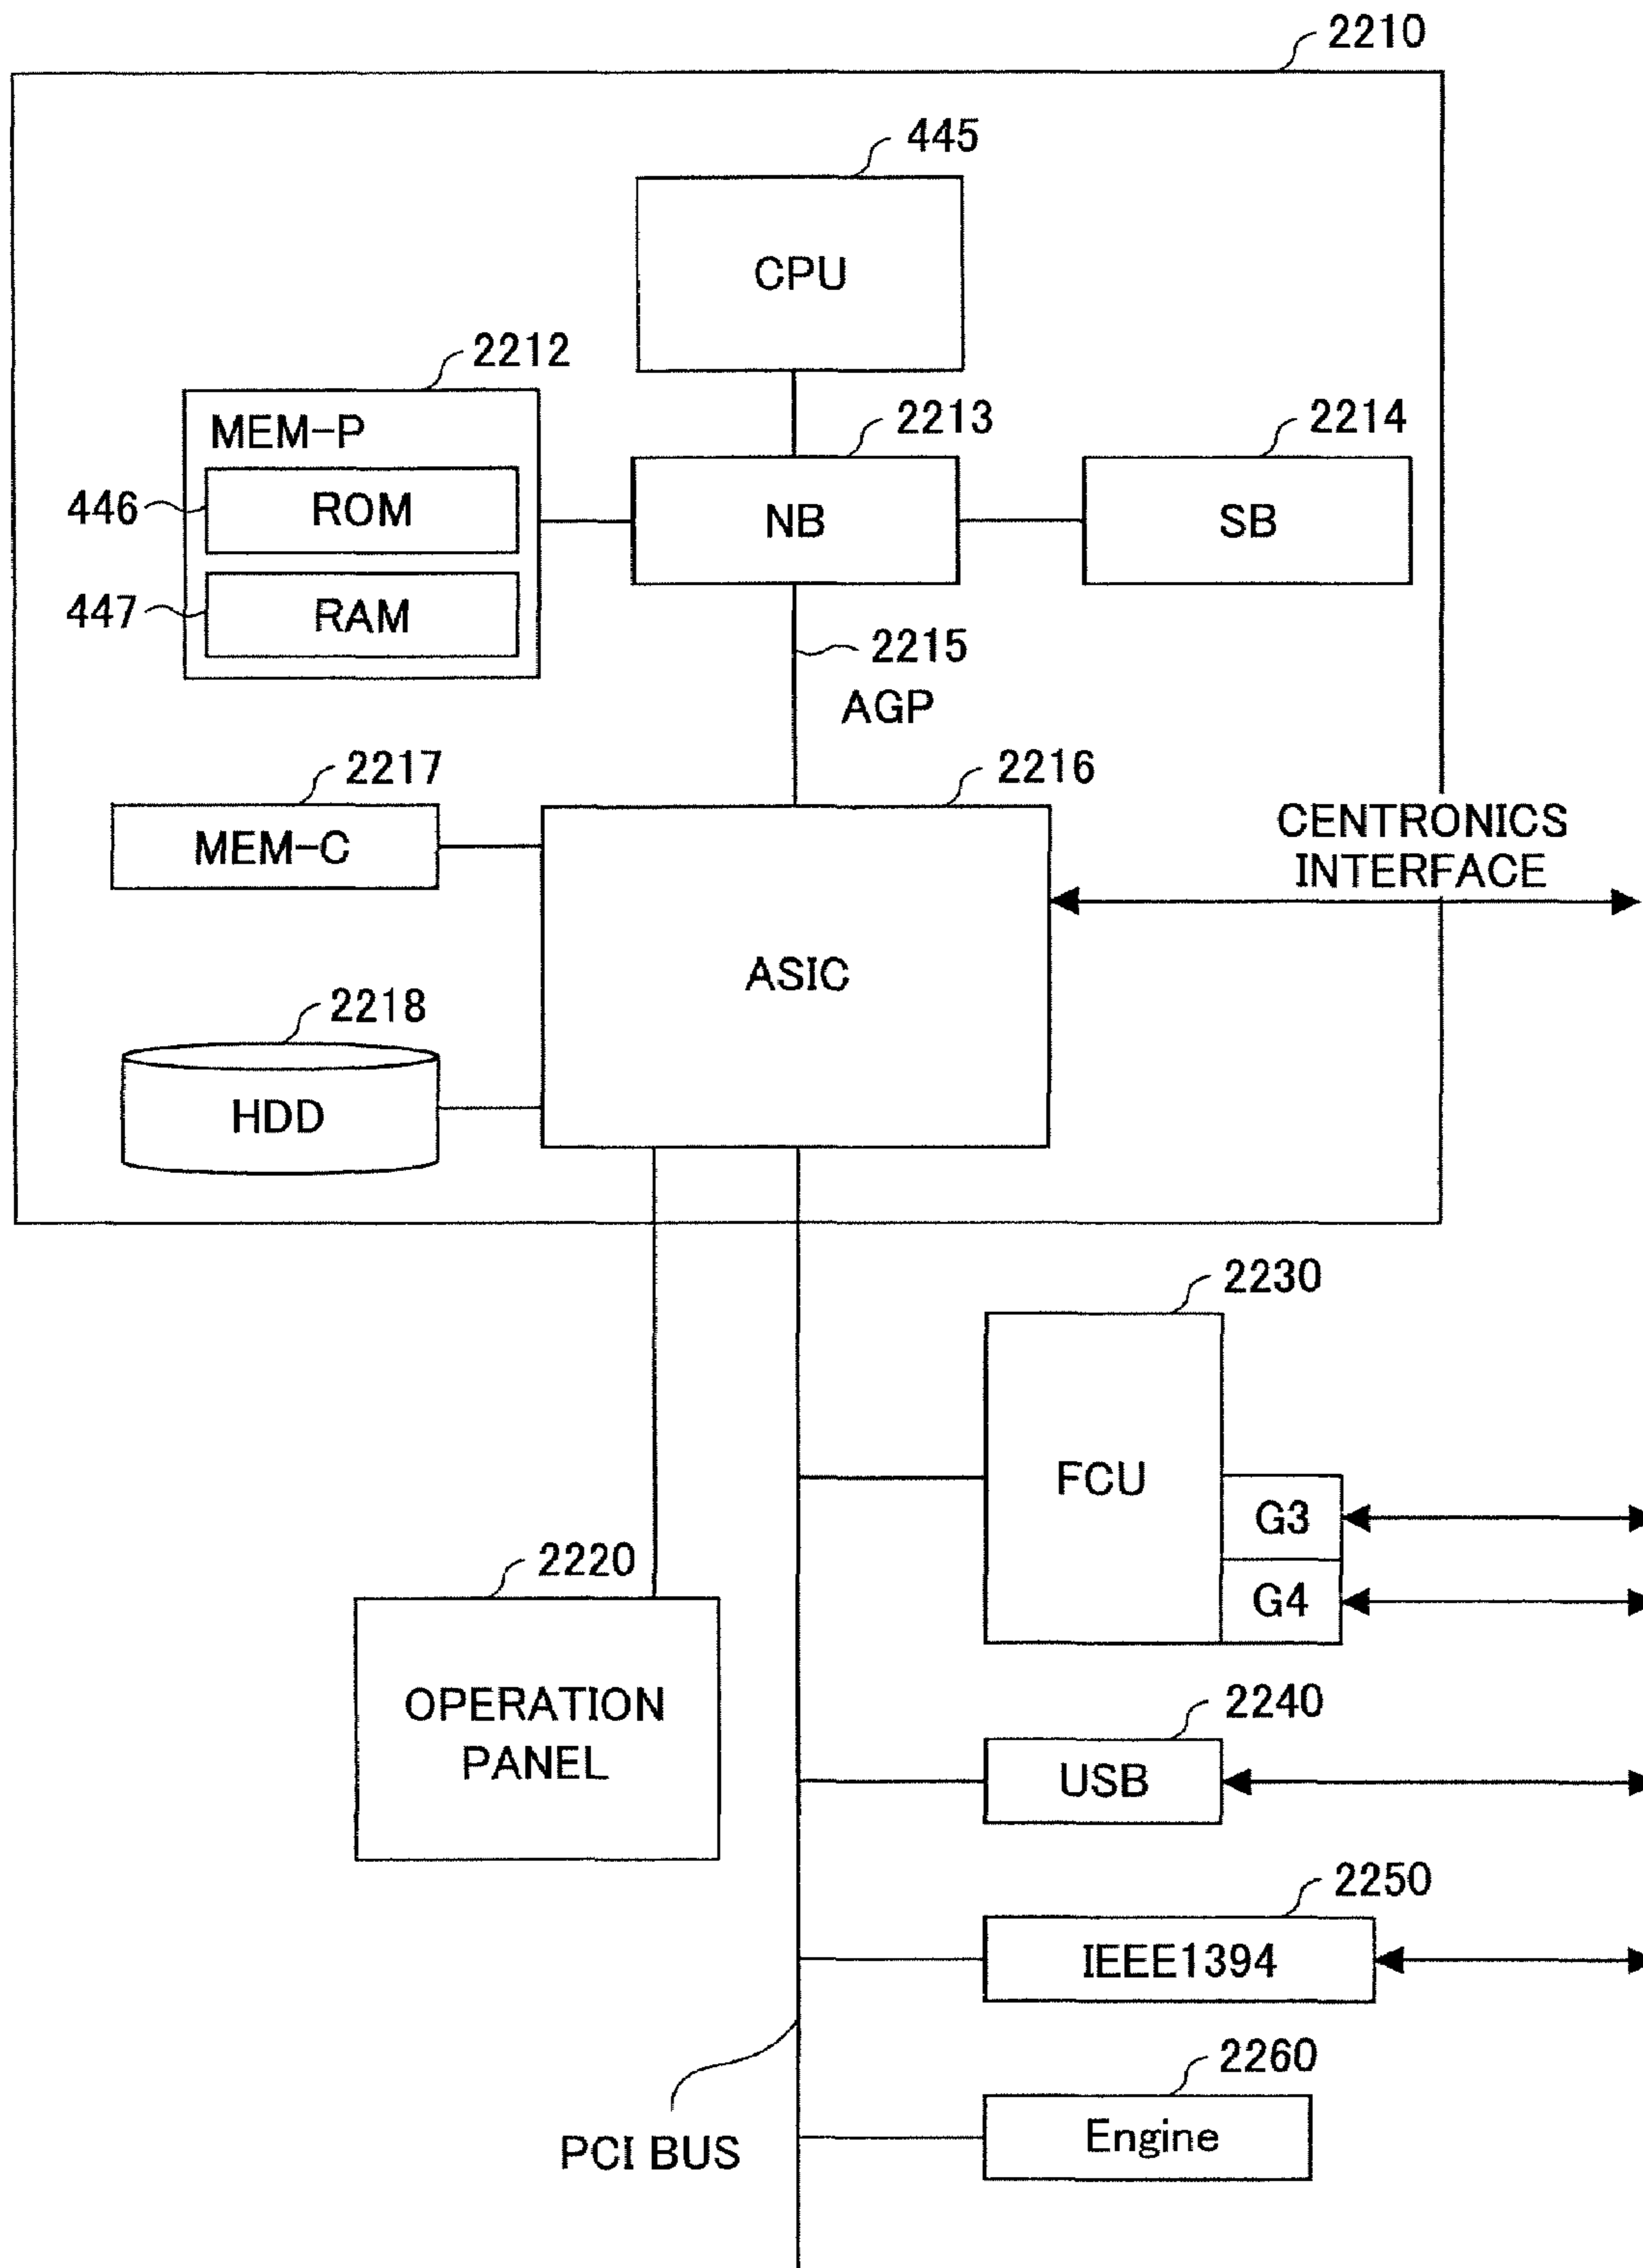 2210
445
CPU
2212
MEM-P
2213
2214
446
ROM
NB
SB
447
RAM
2215
AGP
2217
2216
MEM-C
CENTRONICS
INTERFACE
ASIC
2218
HDD
2230
FCU
G3
2220
G4
OPERATION
PANEL
2240
USB
2250
IEEE1394
2260
PCI BUS
Engine